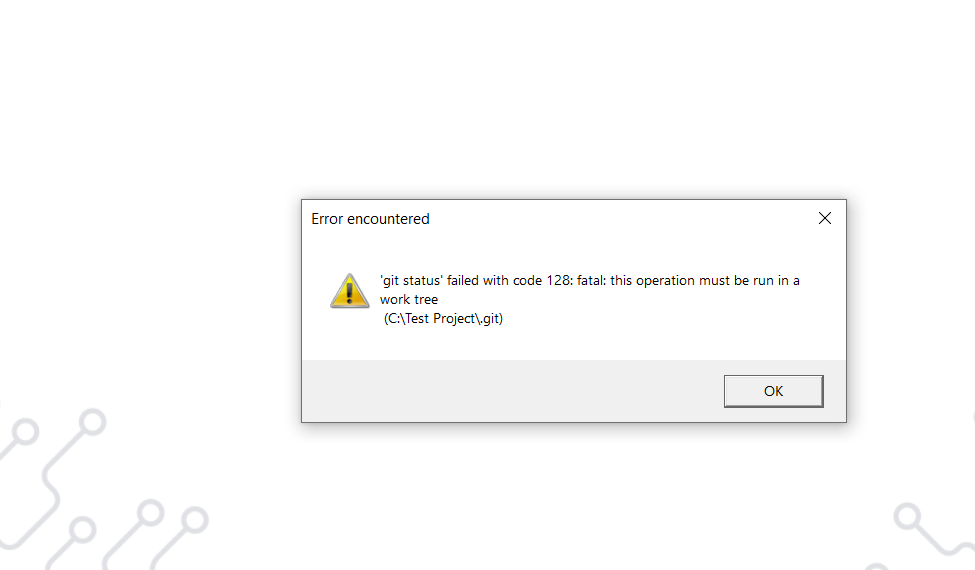 Error encountered
'git status' failed with code 128: fatal: this operation must be run in a
work tree
(C:\Test Project\.git)
OK